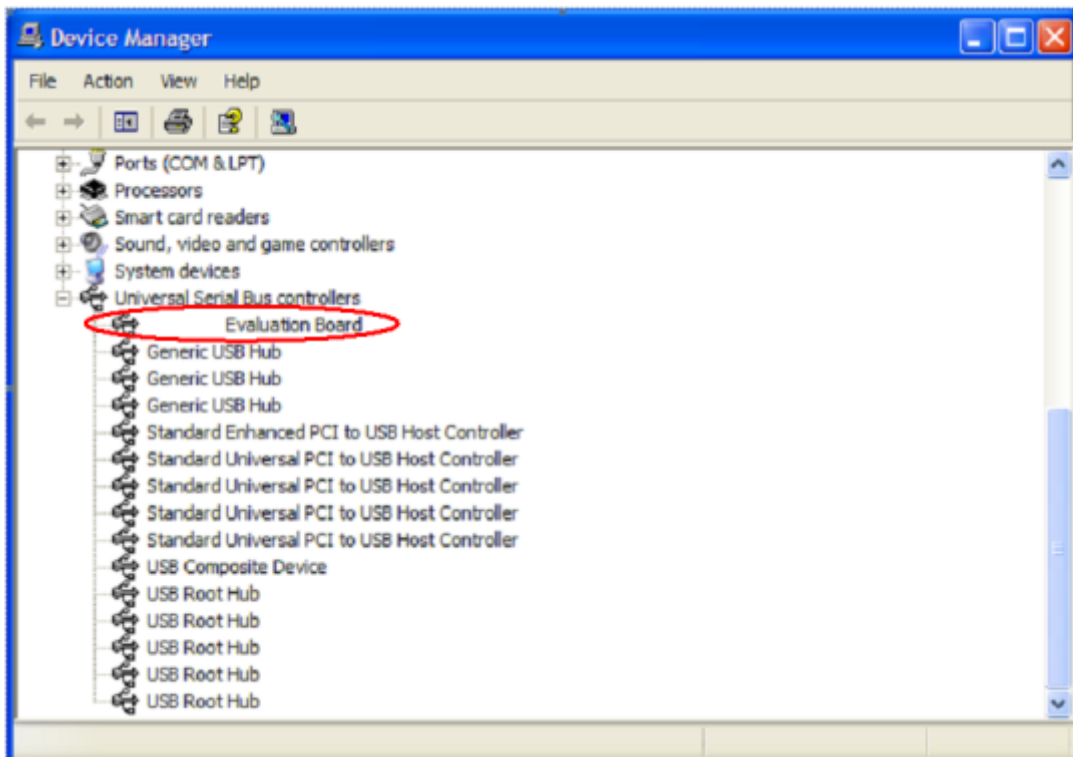 Device Manager
File Action View Help
Ports (COM & LPT)
Processors
Smart card readers
Sound, video and game controllers
System devices
Universal Serial Bus controllers
Evaluation Board
Generic USB Hub
Generic USB Hub
Generic USB Hub
Standard Enhanced PCI to USB Host Controller
Standard Universal PCI to USB Host Controller
Standard Universal PCI to USB Host Controller
Standard Universal PCI to USB Host Controller
Standard Universal PCI to USB Host Controller
USB Composite Device
USB Root Hub
USB Root Hub
USB Root Hub
USB Root Hub
USB Root Hub